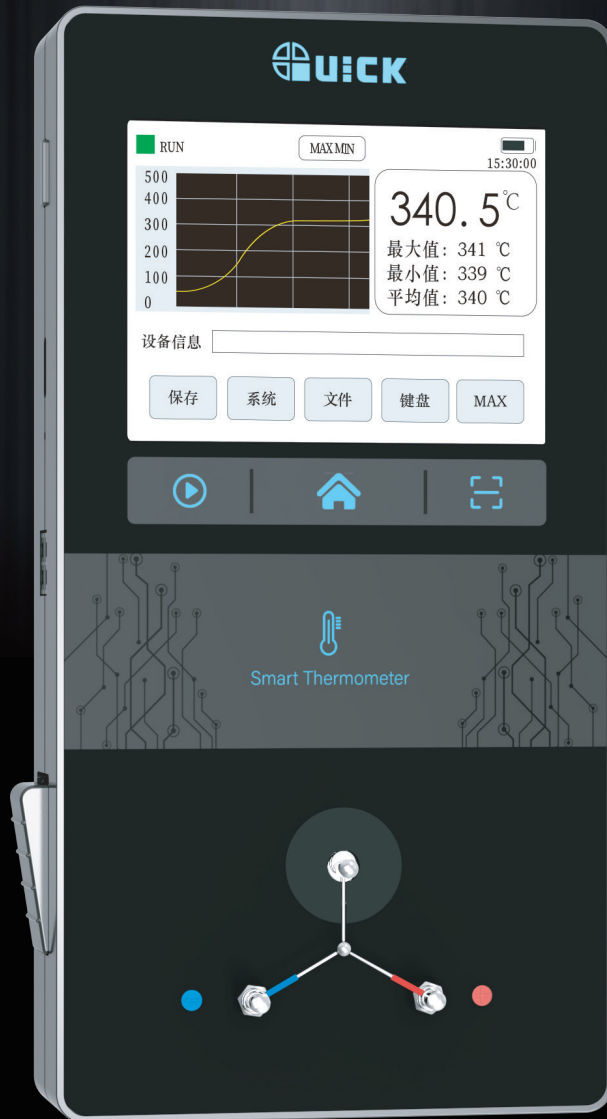 QUICK
RUN
MAX MIN
15:30:00
500
400
300
200
100
0
340.5℃
最大值: 341 ℃
最小值: 339 ℃
平均值: 340 ℃
设备信息
保存
系统
文件
键盘
MAX
Smart Thermometer